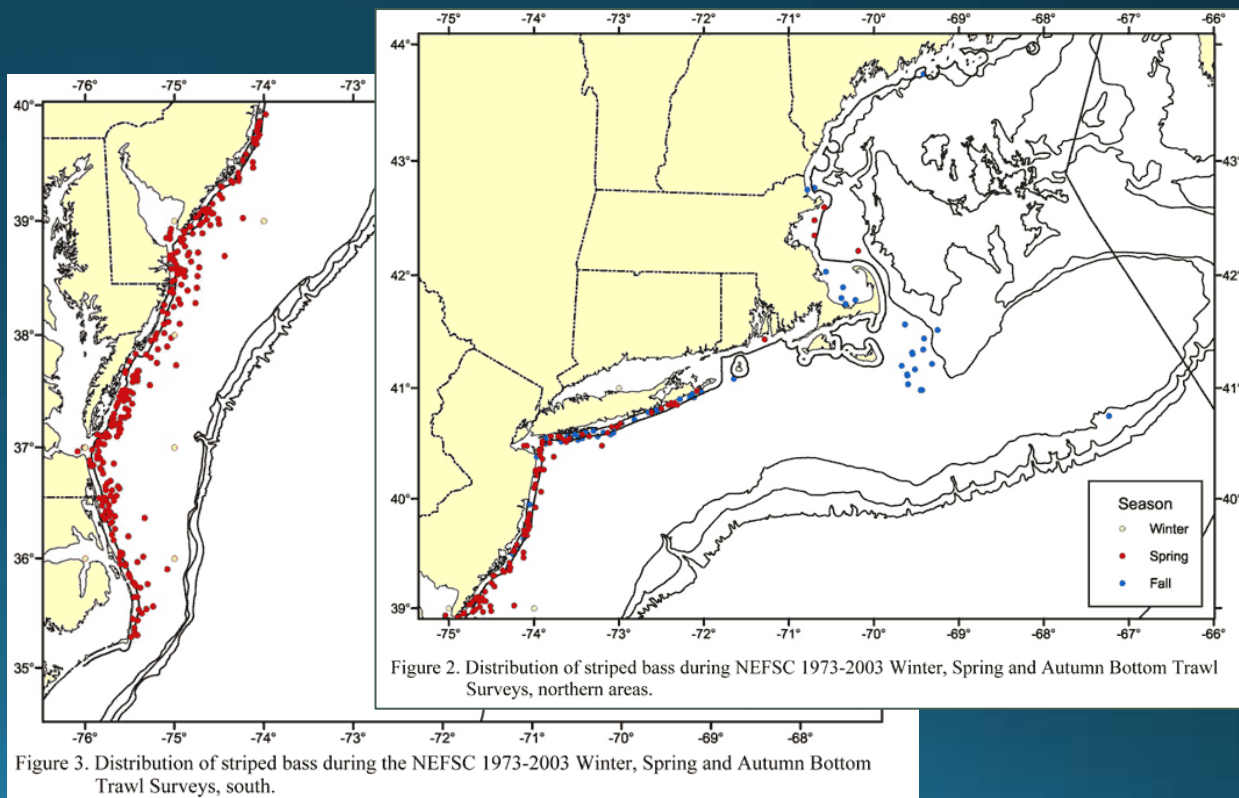 -75° -74° -73° -72° -71° -70° -69° -68° -67° -66°
44° 44°
43° 43°
42° 42°
41° 41°
40° 40°
39° 39°
-75° -74° -73° -72° -71° -70° -69° -68° -67° -66°
Season
Winter
Spring
Fall
Figure 2. Distribution of striped bass during NEFSC 1973-2003 Winter, Spring and Autumn Bottom Trawl
Surveys, northern areas.
-76° -75° -74° -73°
40°
39°
38°
37°
36°
35°
-76° -75° -74° -73° -72° -71° -70° -69° -68°
Figure 3. Distribution of striped bass during the NEFSC 1973-2003 Winter, Spring and Autumn Bottom
Trawl Surveys, south.